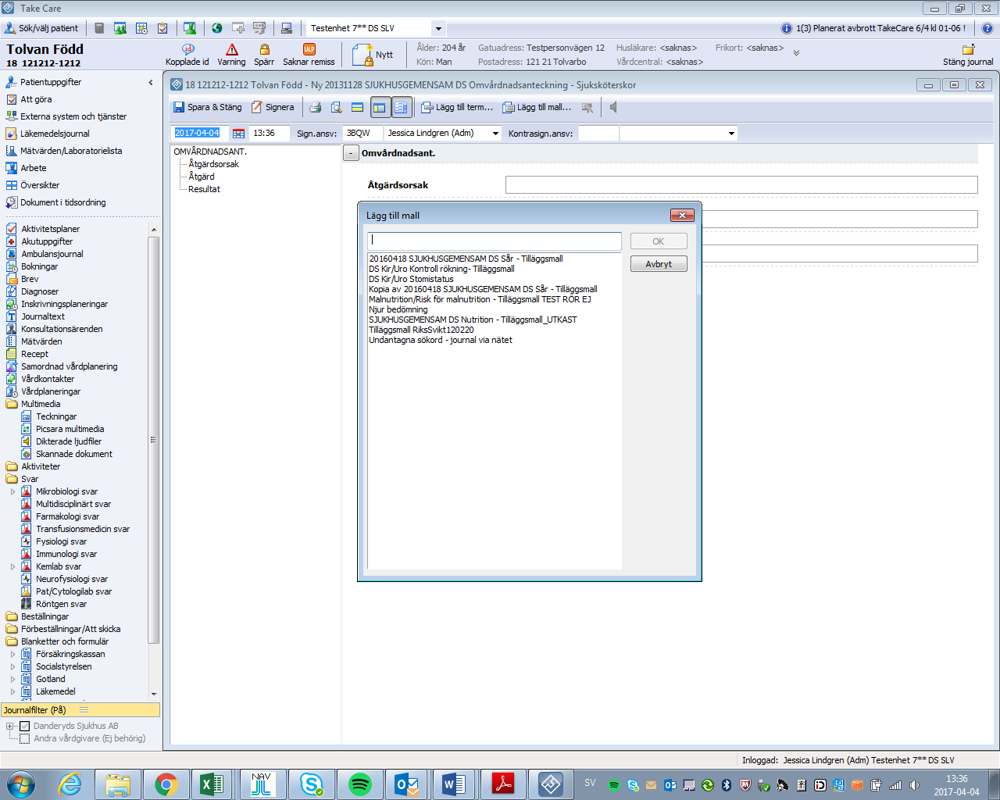 Take Care
Sök/välj patient
Testenhet 7** DS SLV
1(3) Planerat avbrott TakeCare 6/4 kl 01-06 !
Tolvan Född
18 121212-1212
Kopplade id
Varning
Spärr
ULP
Saknar remiss
Nytt
Ålder: 204 år
Kön: Man
Gatuadress: Testpersonvägen 12
Postadress: 121 21 Tolvarbo
Husläkare: <saknas>
Vårdcentral: <saknas>
Frikort: <saknas>
Stäng journal
Patientuppgifter
Att göra
Externa system och tjänster
Läkemedelsjournal
Mätvärden/Laboratorielista
Arbete
Översikter
Dokument i tidsordning
Aktivitetsplaner
Akutuppgifter
Ambulansjournal
Bokningar
Brev
Diagnoser
Inskrivningsplaneringar
Journaltext
Konsultationsärenden
Mätvärden
Recept
Samordnad vårdplanering
Vårdkontakter
Vårdplaneringar
Multimedia
Teckningar
Picsara multimedia
Dikterade ljudfiler
Skannade dokument
Aktiviteter
Svar
Mikrobiologi svar
Multidisciplinärt svar
Farmakologi svar
Transfusionsmedicin svar
Fysiologi svar
Immunologi svar
Kemlab svar
Neurofysiologi svar
Pat/Cytologilab svar
Röntgen svar
Beställningar
Förbeställningar/Att skicka
Blanketter och formulär
Försäkringskassan
Socialstyrelsen
Gotland
Läkemedel
Journalfilter (På)
Danderyds Sjukhus AB
Andra vårdgivare (Ej behörig)
18 121212-1212 Tolvan Född - Ny 20131128 SJUKHUSGEMENSAM DS Omvårdnadsanteckning - Sjuksköterskor
Spara & Stäng
Signera
Lägg till term...
Lägg till mall...
2017-04-04
13:36
Sign.ansv:
3BQW
Jessica Lindgren (Adm)
Kontrasign.ansv:
OMVÅRDNADSANT.
Åtgärdsorsak
Åtgärd
Resultat
- Omvårdnadsant.
Åtgärdsorsak
Lägg till mall
OK
Avbryt
20160418 SJUKHUSGEMENSAM DS Sår - Tilläggsmall
DS Kir/Uro Kontroll rökning- Tilläggsmall
DS Kir/Uro Stomistatus
Kopia av 20160418 SJUKHUSGEMENSAM DS Sår - Tilläggsmall
Malnutrition/Risk för malnutrition - Tilläggsmall TEST RÖR EJ
Njur bedömning
SJUKHUSGEMENSAM DS Nutrition - Tilläggsmall_UTKAST
Tilläggsmall RiksSvikt120220
Undantagna sökord - journal via nätet
Inloggad: Jessica Lindgren (Adm) Testenhet 7** DS SLV
NAV
SV
13:36
2017-04-04